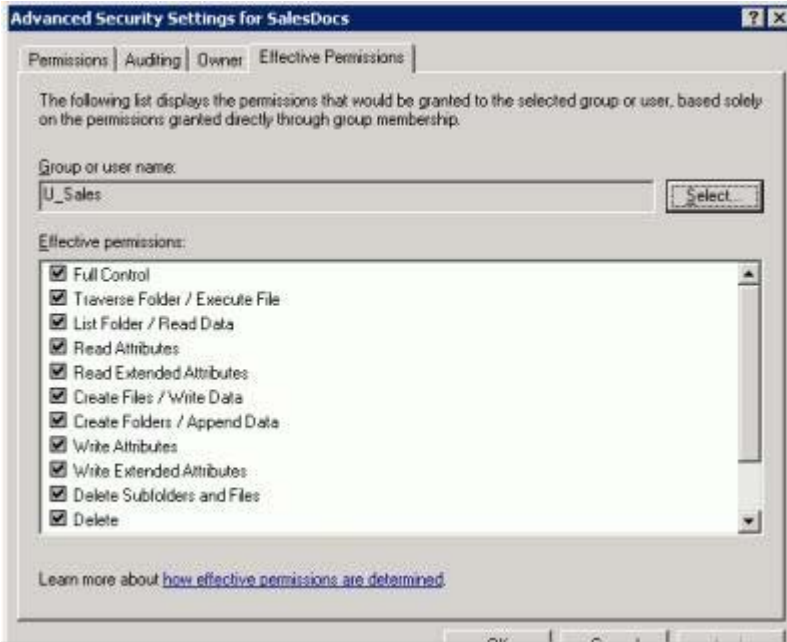 Advanced Security Settings for SalesDocs
Permissions Auditing Owner Effective Permissions
The following list displays the permissions that would be granted to the selected group or user, based solely
on the permissions granted directly through group membership.
Group or user name:
U_Sales Select...
Effective permissions:
Full Control
Traverse Folder / Execute File
List Folder / Read Data
Read Attributes
Read Extended Attributes
Create Files / Write Data
Create Folders / Append Data
Write Attributes
Write Extended Attributes
Delete Subfolders and Files
Delete
Learn more about how effective permissions are determined.